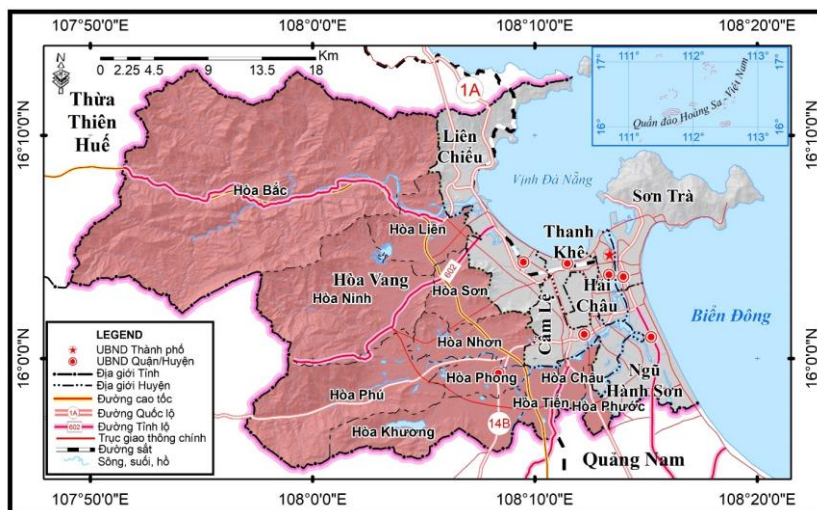 107°50'0"E
108°0'0"E
108°10'0"E
108°20'0"E
N
Km
0 2.25 4.5 9 13.5 18
1A
111°
112°
113°
17°
16°
17°
16°
Quần đảo Hoàng Sa - Việt Nam
Thừa
Thiên
Huế
16°10'0"N
16°10'0"N
Liên
Chiểu
Vịnh Đà Nẵng
Sơn Trà
Hòa Bắc
Hòa Liên
Thanh
Khê
Hòa Vang
602
Hòa Ninh
Hòa Sơn
Hải
Châu
Cẩm Lệ
Biển Đông
16°0'0"N
16°0'0"N
Hòa Nhơn
Hòa Phong
Hòa Châu
Ngũ
Hành Sơn
Hòa Phú
Hòa Tiến
Hòa Phước
Hòa Khương
14B
Quảng Nam
LEGEND
UBND Thành phố
UBND Quận/Huyện
Địa giới Tỉnh
Địa giới Huyện
Đường cao tốc
1A Đường Quốc lộ
602 Đường Tỉnh lộ
Trục giao thông chính
Đường sắt
Sông, suối, hồ
107°50'0"E
108°0'0"E
108°10'0"E
108°20'0"E